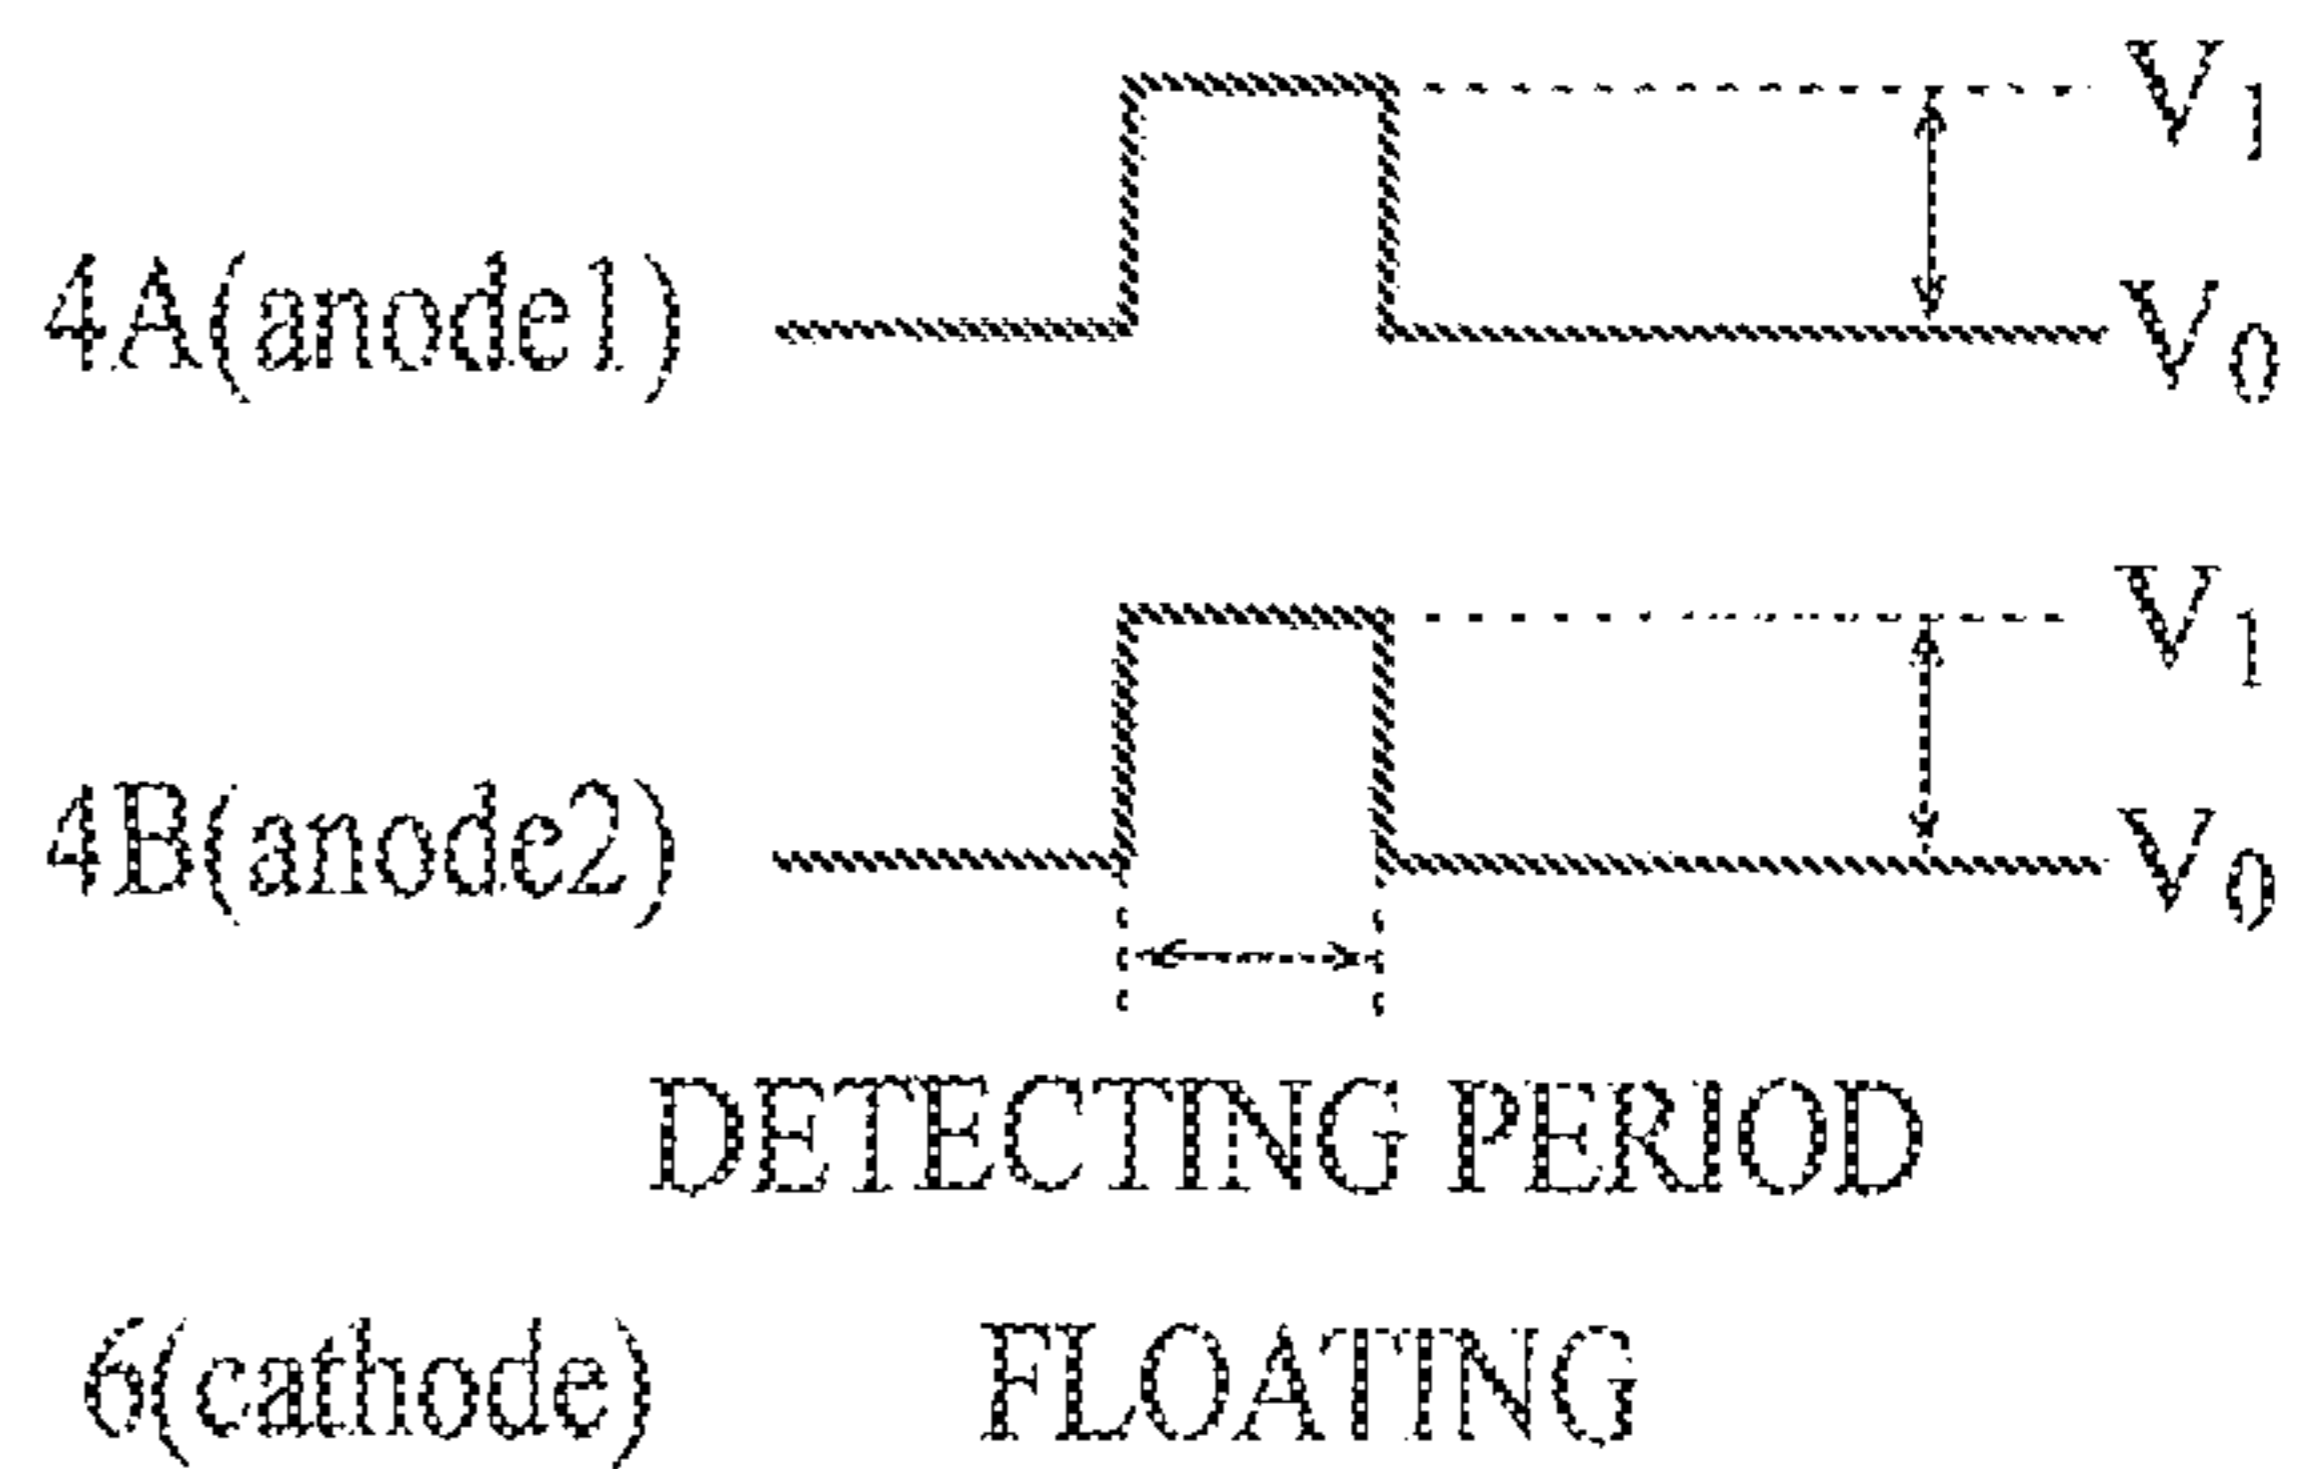 V1
4A(anode1) V0
V1
4B(anode2) V0
DETECTING PERIOD
6(cathode) FLOATING